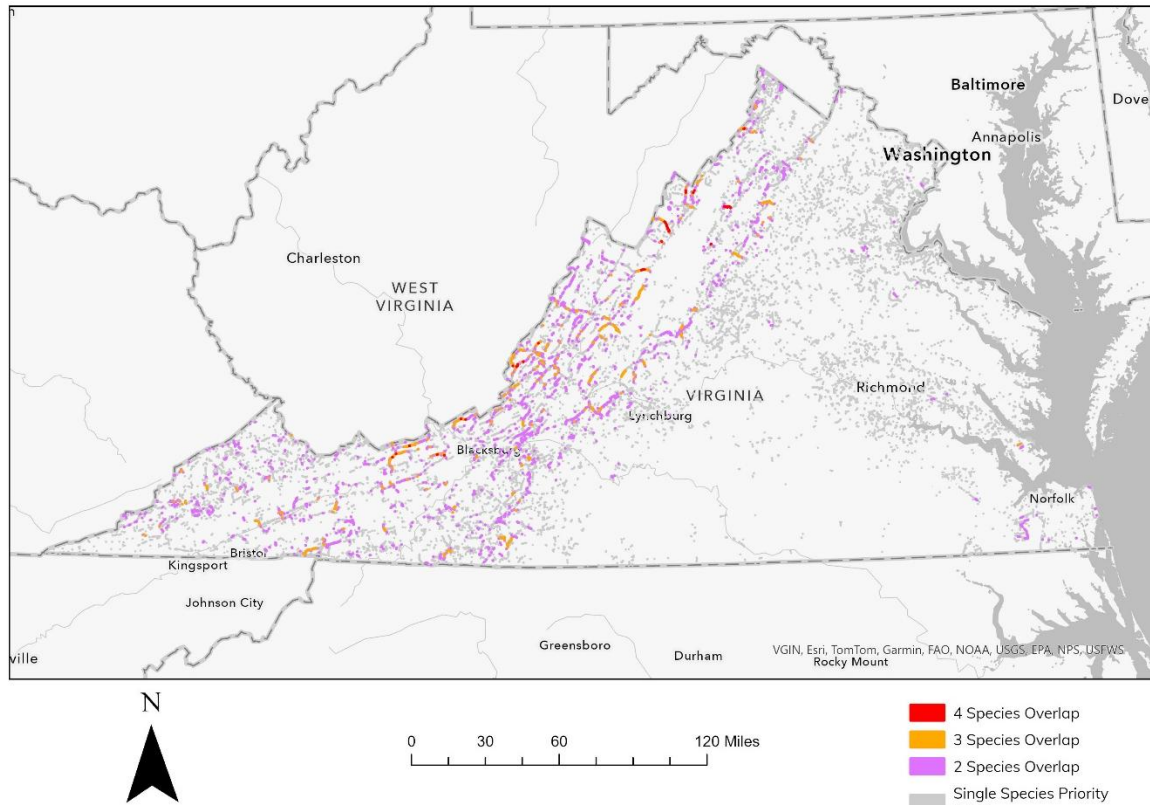 n
Baltimore
Dove
Annapolis
Washington
Charleston
WEST
VIRGINIA
VIRGINIA
Richmond
Lynchburg
Blacksburg
Norfolk
Bristol
Kingsport
Johnson City
Greensboro
ville
Durham
VGIN, Esri, TomTom, Garmin, FAO, NOAA, USGS, EPA, NPS, USFWS
Rocky Mount
N
0 30 60 120 Miles
4 Species Overlap
3 Species Overlap
2 Species Overlap
Single Species Priority